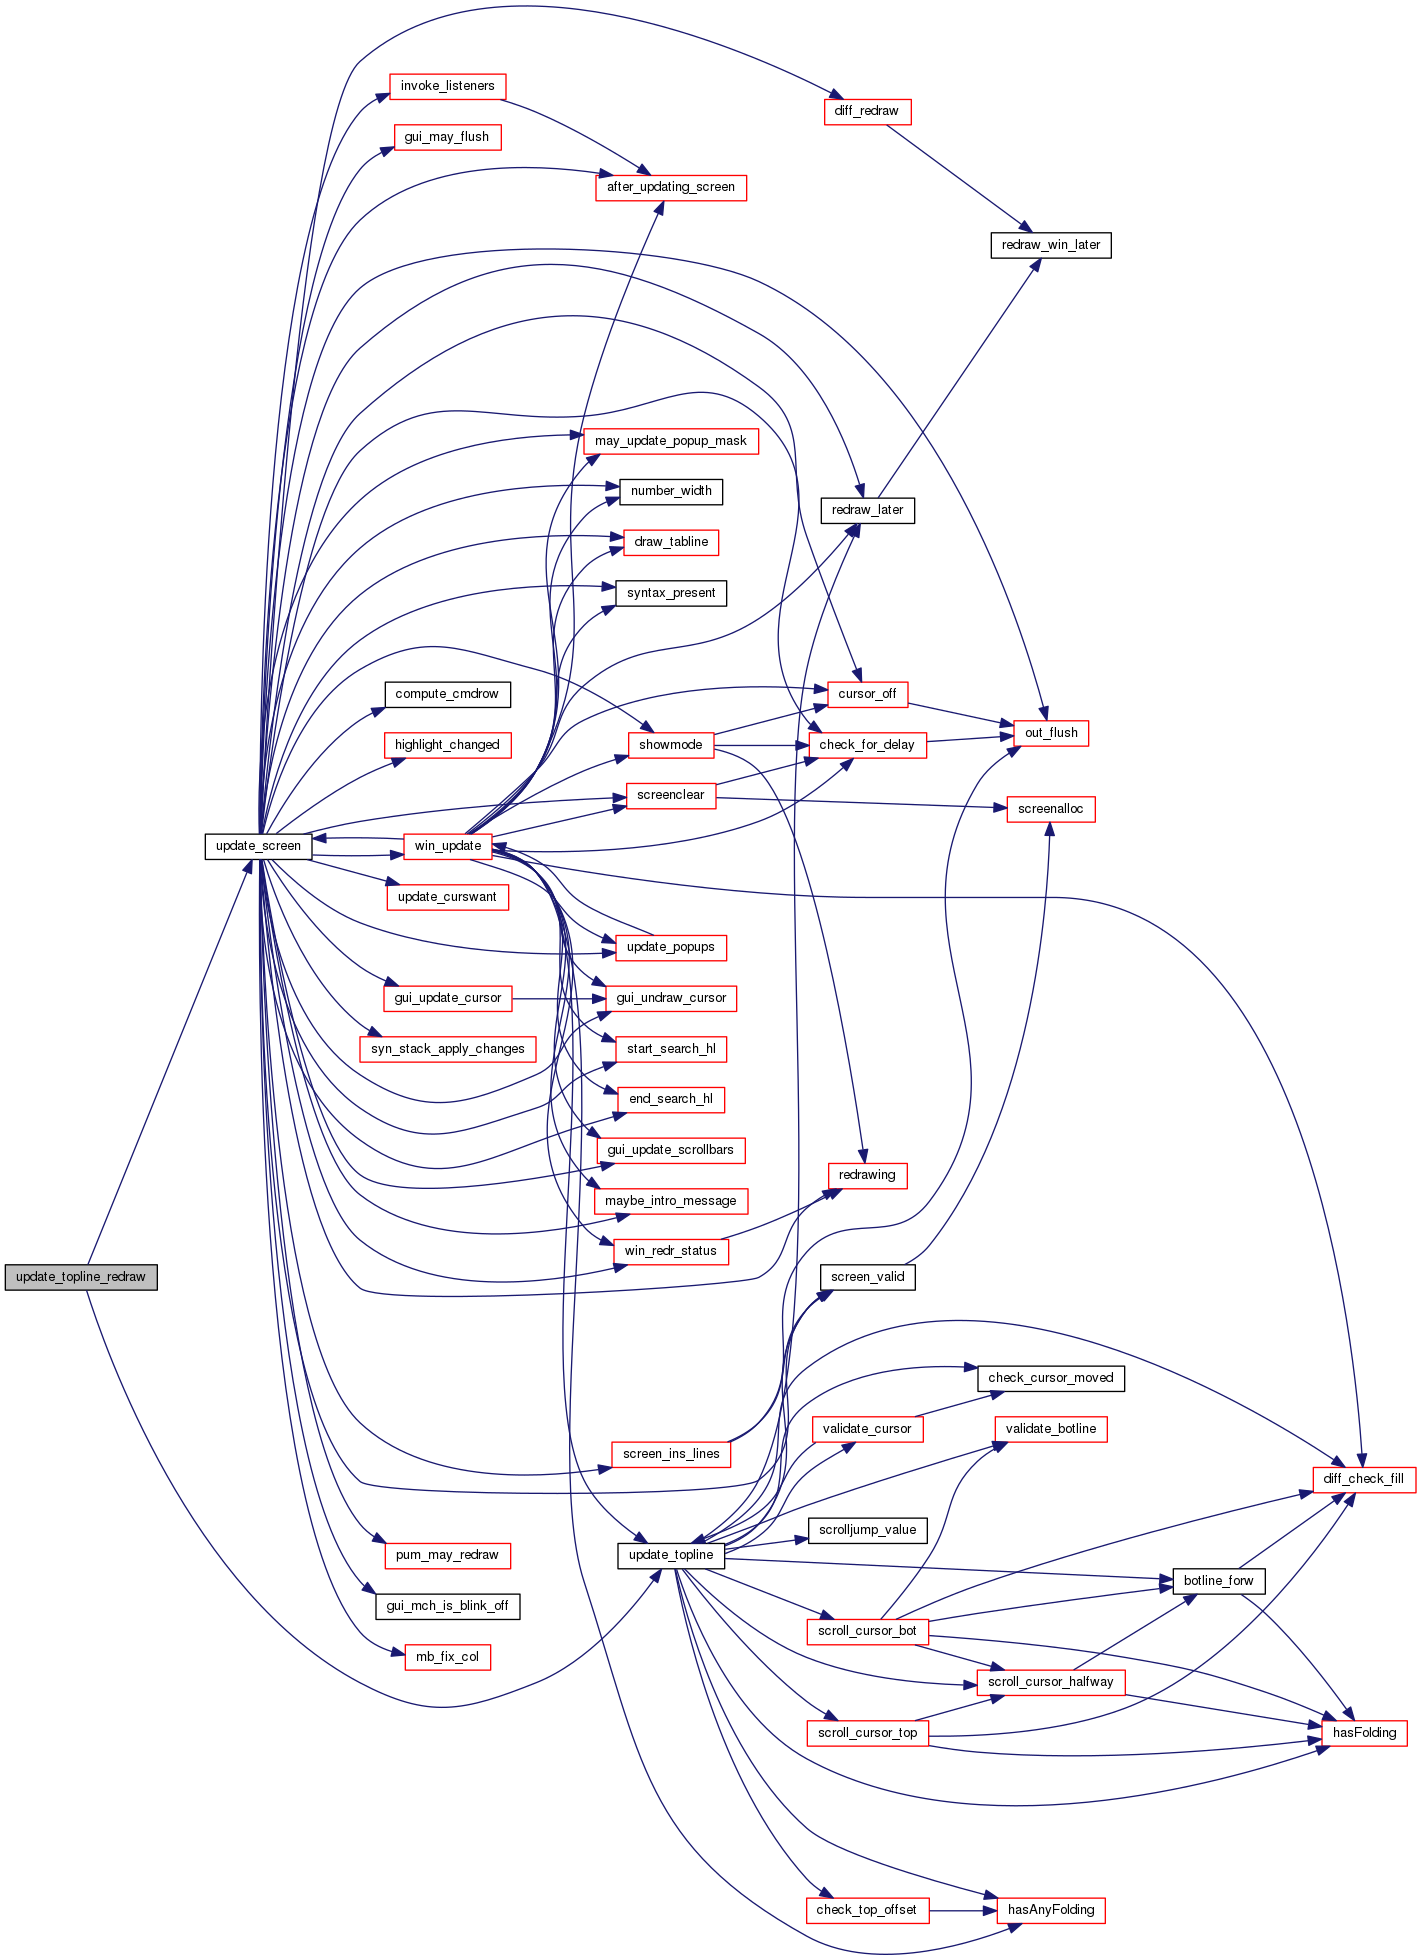 invoke_listeners
diff_redraw
gui_may_flush
after_updating_screen
redraw_win_later
may_update_popup_mask
number_width
redraw_later
draw_tabline
syntax_present
compute_cmdrow
cursor_off
out_flush
highlight_changed
showmode
check_for_delay
screenclear
screenalloc
update_screen
win_update
update_curswant
update_popups
gui_update_cursor
gui_undraw_cursor
syn_stack_apply_changes
start_search_hl
end_search_hl
gui_update_scrollbars
redrawing
maybe_intro_message
win_redr_status
update_topline_redraw
screen_valid
check_cursor_moved
validate_cursor
validate_botline
screen_ins_lines
diff_check_fill
scrolljump_value
pum_may_redraw
update_topline
botline_forw
gui_mch_is_blink_off
scroll_cursor_bot
mb_fix_col
scroll_cursor_halfway
scroll_cursor_top
hasFolding
check_top_offset
hasAnyFolding